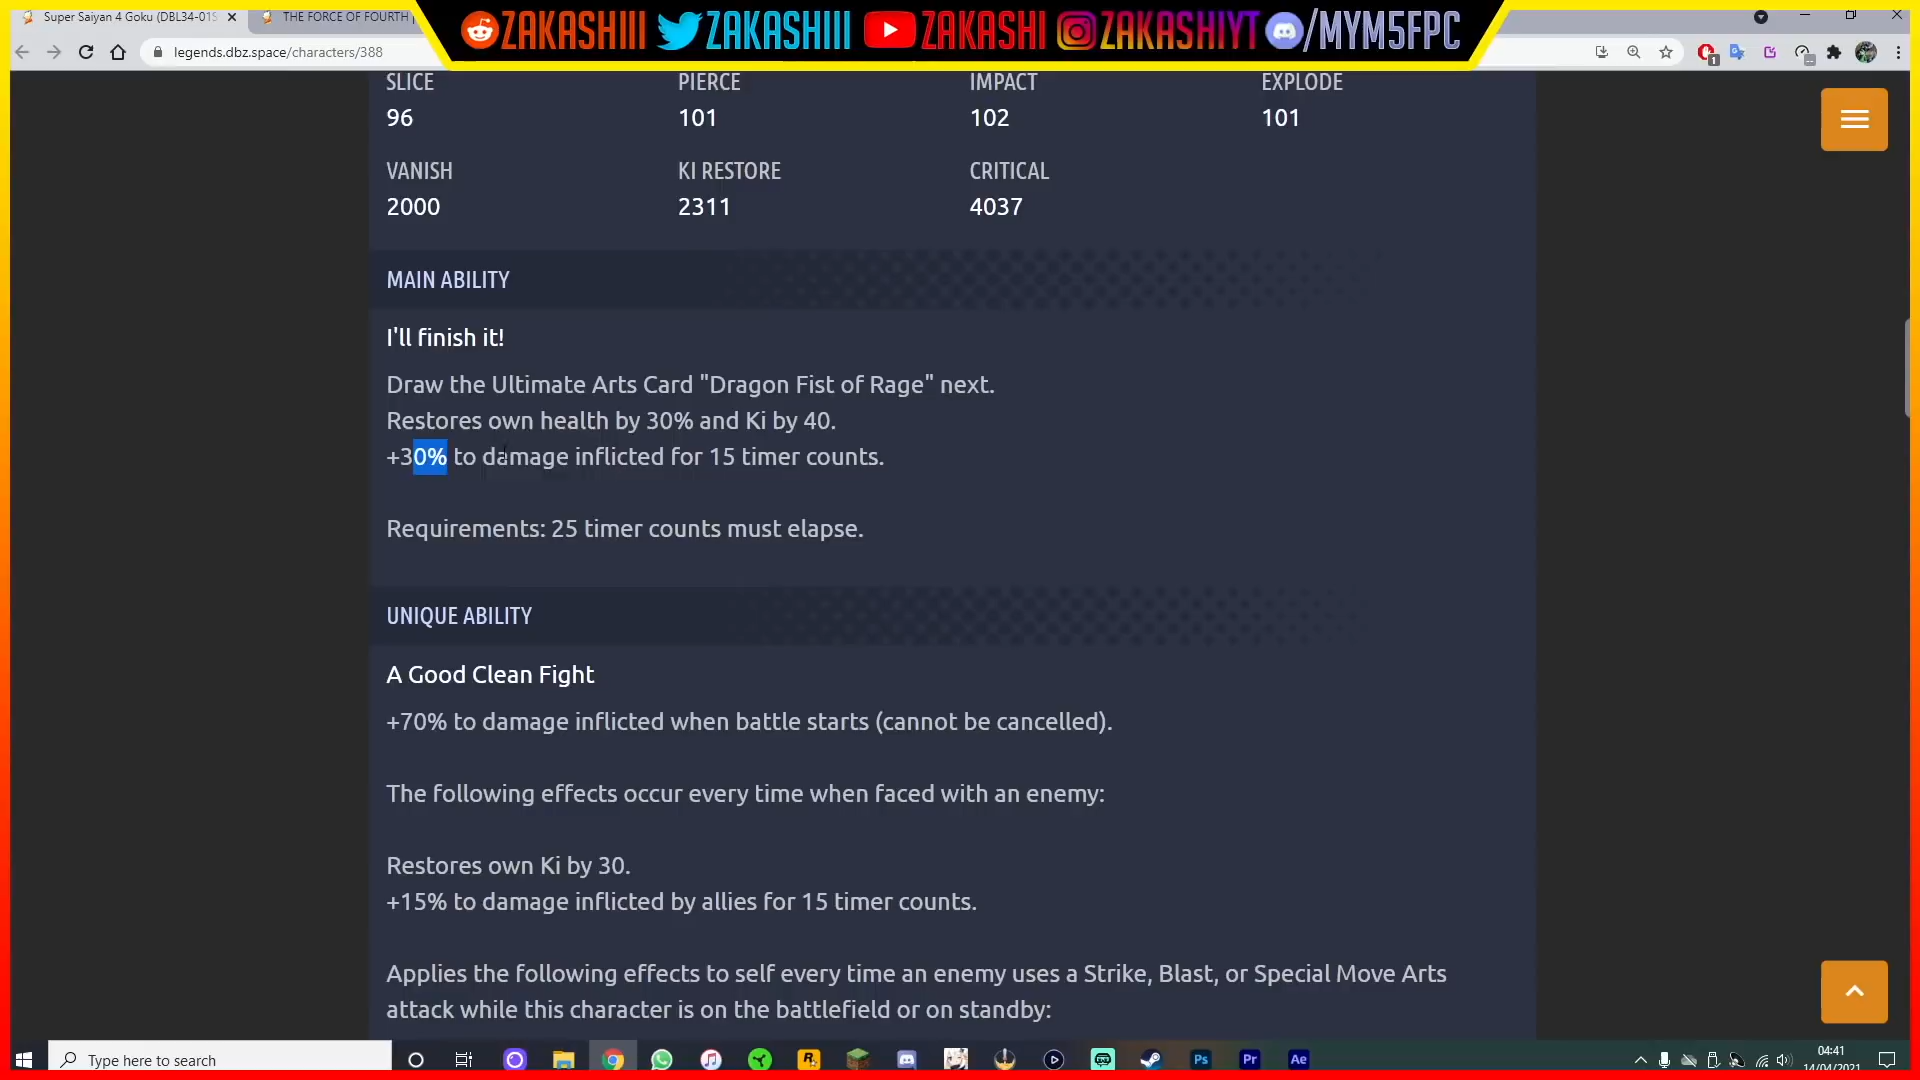 Super Saiyan 4 Goku (DBL34-01S
THE FORCE OF FOURTH |
ZAKASHIII ZAKASHIII ZAKASHI ZAKASHIYT /MYM5FPC
legends.dbz.space/characters/388
SLICE PIERCE IMPACT EXPLODE
96 101 102 101
VANISH KI RESTORE CRITICAL
2000 2311 4037
MAIN ABILITY
I'll finish it!
Draw the Ultimate Arts Card "Dragon Fist of Rage" next.
Restores own health by 30% and Ki by 40.
+30% to damage inflicted for 15 timer counts.
Requirements: 25 timer counts must elapse.
UNIQUE ABILITY
A Good Clean Fight
+70% to damage inflicted when battle starts (cannot be cancelled).
The following effects occur every time when faced with an enemy:
Restores own Ki by 30.
+15% to damage inflicted by allies for 15 timer counts.
Applies the following effects to self every time an enemy uses a Strike, Blast, or Special Move Arts
attack while this character is on the battlefield or on standby:
Type here to search
Ps Pr Ae
04:41
14/04/2021